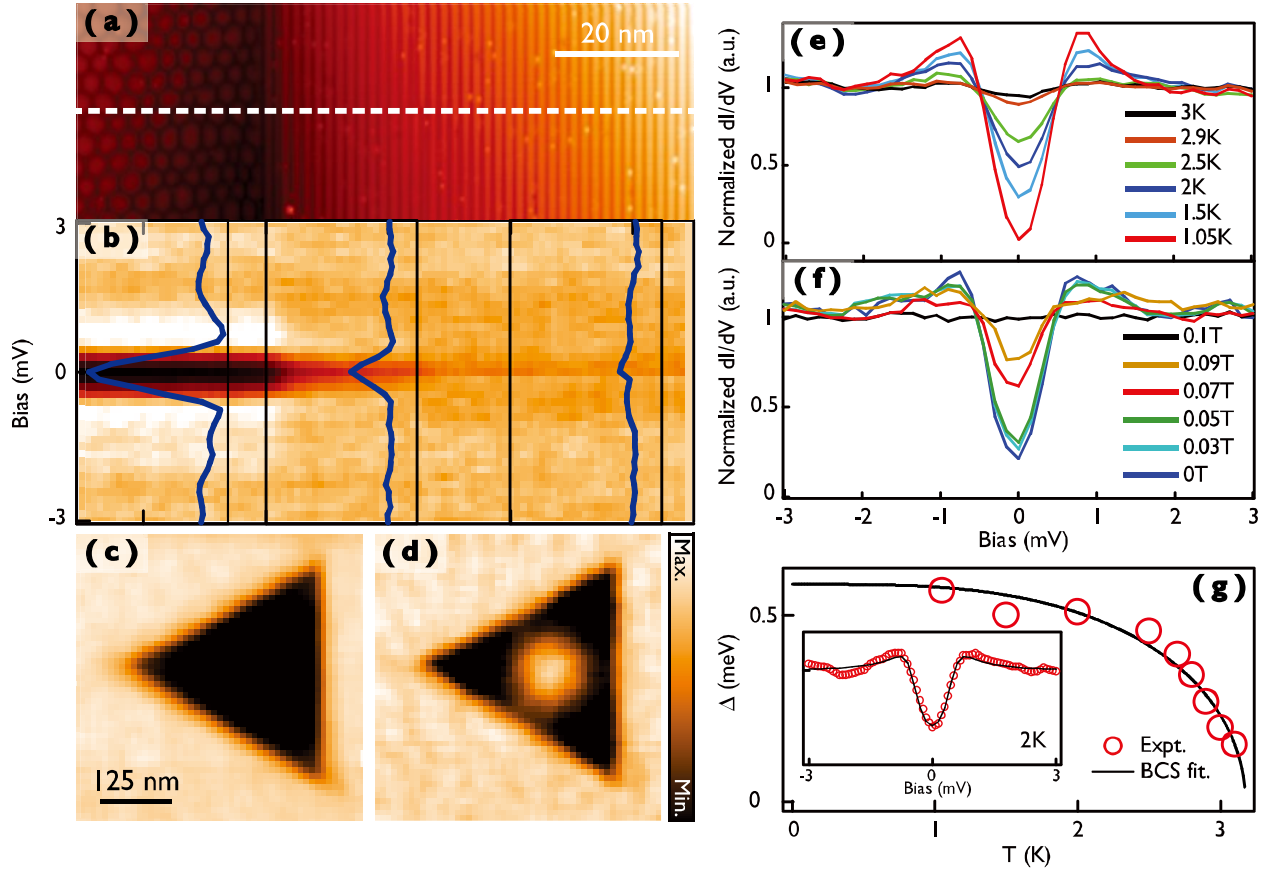 (a)
20 nm
(b)
3
0
-3
Bias (mV)
(c)
125 nm
(d)
Max.
Min.
(e)
Normalized dI/dV (a.u.)
1
0.5
0
3K
2.9K
2.5K
2K
1.5K
1.05K
(f)
Normalized dI/dV (a.u.)
1
0.5
0
0.1T
0.09T
0.07T
0.05T
0.03T
0T
-3 -2 -1 0 1 2 3
Bias (mV)
(g)
Δ (meV)
0.5
0
2K
-3 0 3
Bias (mV)
Expt.
BCS fit.
0 1 2 3
T (K)